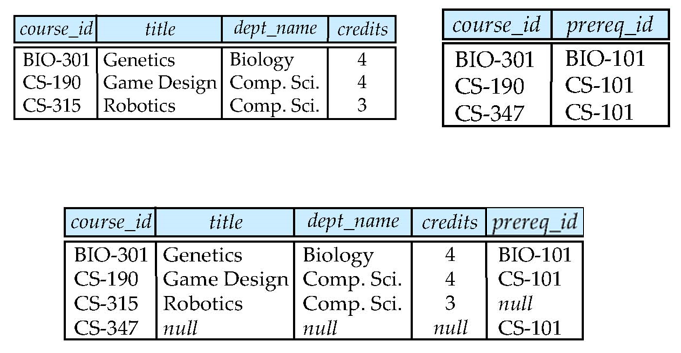 course_id title dept_name credits
BIO-301 Genetics Biology 4
CS-190 Game Design Comp. Sci. 4
CS-315 Robotics Comp. Sci. 3
course_id prereq_id
BIO-301 BIO-101
CS-190 CS-101
CS-347 CS-101
course_id title dept_name credits prereq_id
BIO-301 Genetics Biology 4 BIO-101
CS-190 Game Design Comp. Sci. 4 CS-101
CS-315 Robotics Comp. Sci. 3 null
CS-347 null null null CS-101